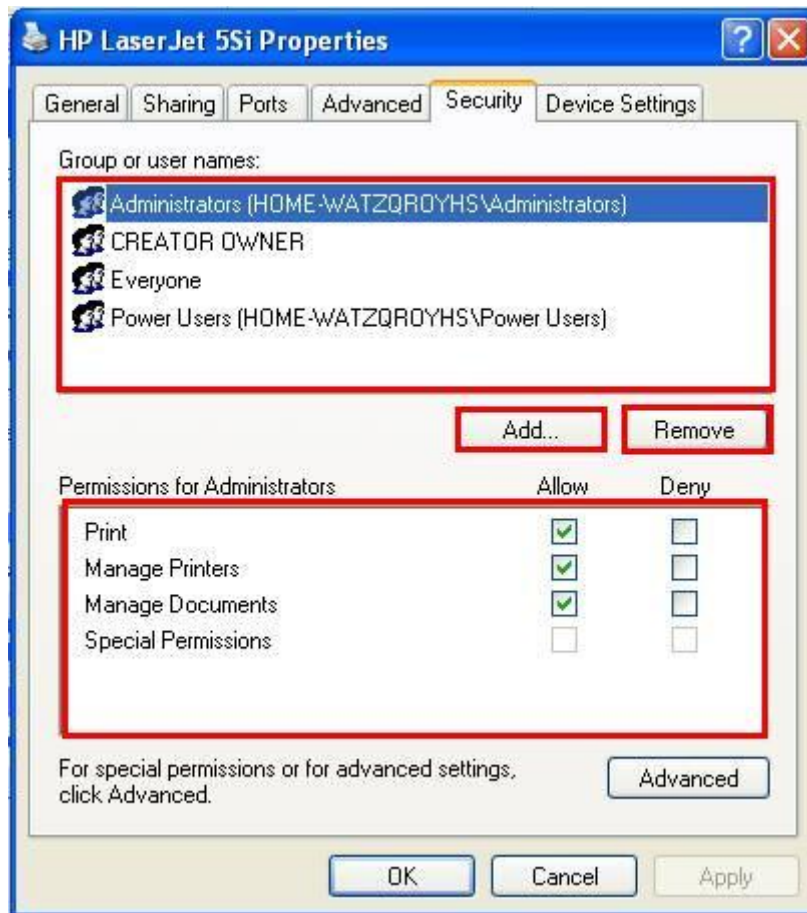 HP LaserJet 5Si Properties
General Sharing Ports Advanced Security Device Settings
Group or user names:
Administrators (HOME-WATZQROYHS\Administrators)
CREATOR OWNER
Everyone
Power Users (HOME-WATZQROYHS\Power Users)
Add... Remove
Permissions for Administrators Allow Deny
Print
Manage Printers
Manage Documents
Special Permissions
For special permissions or for advanced settings,
click Advanced.
Advanced
OK Cancel Apply